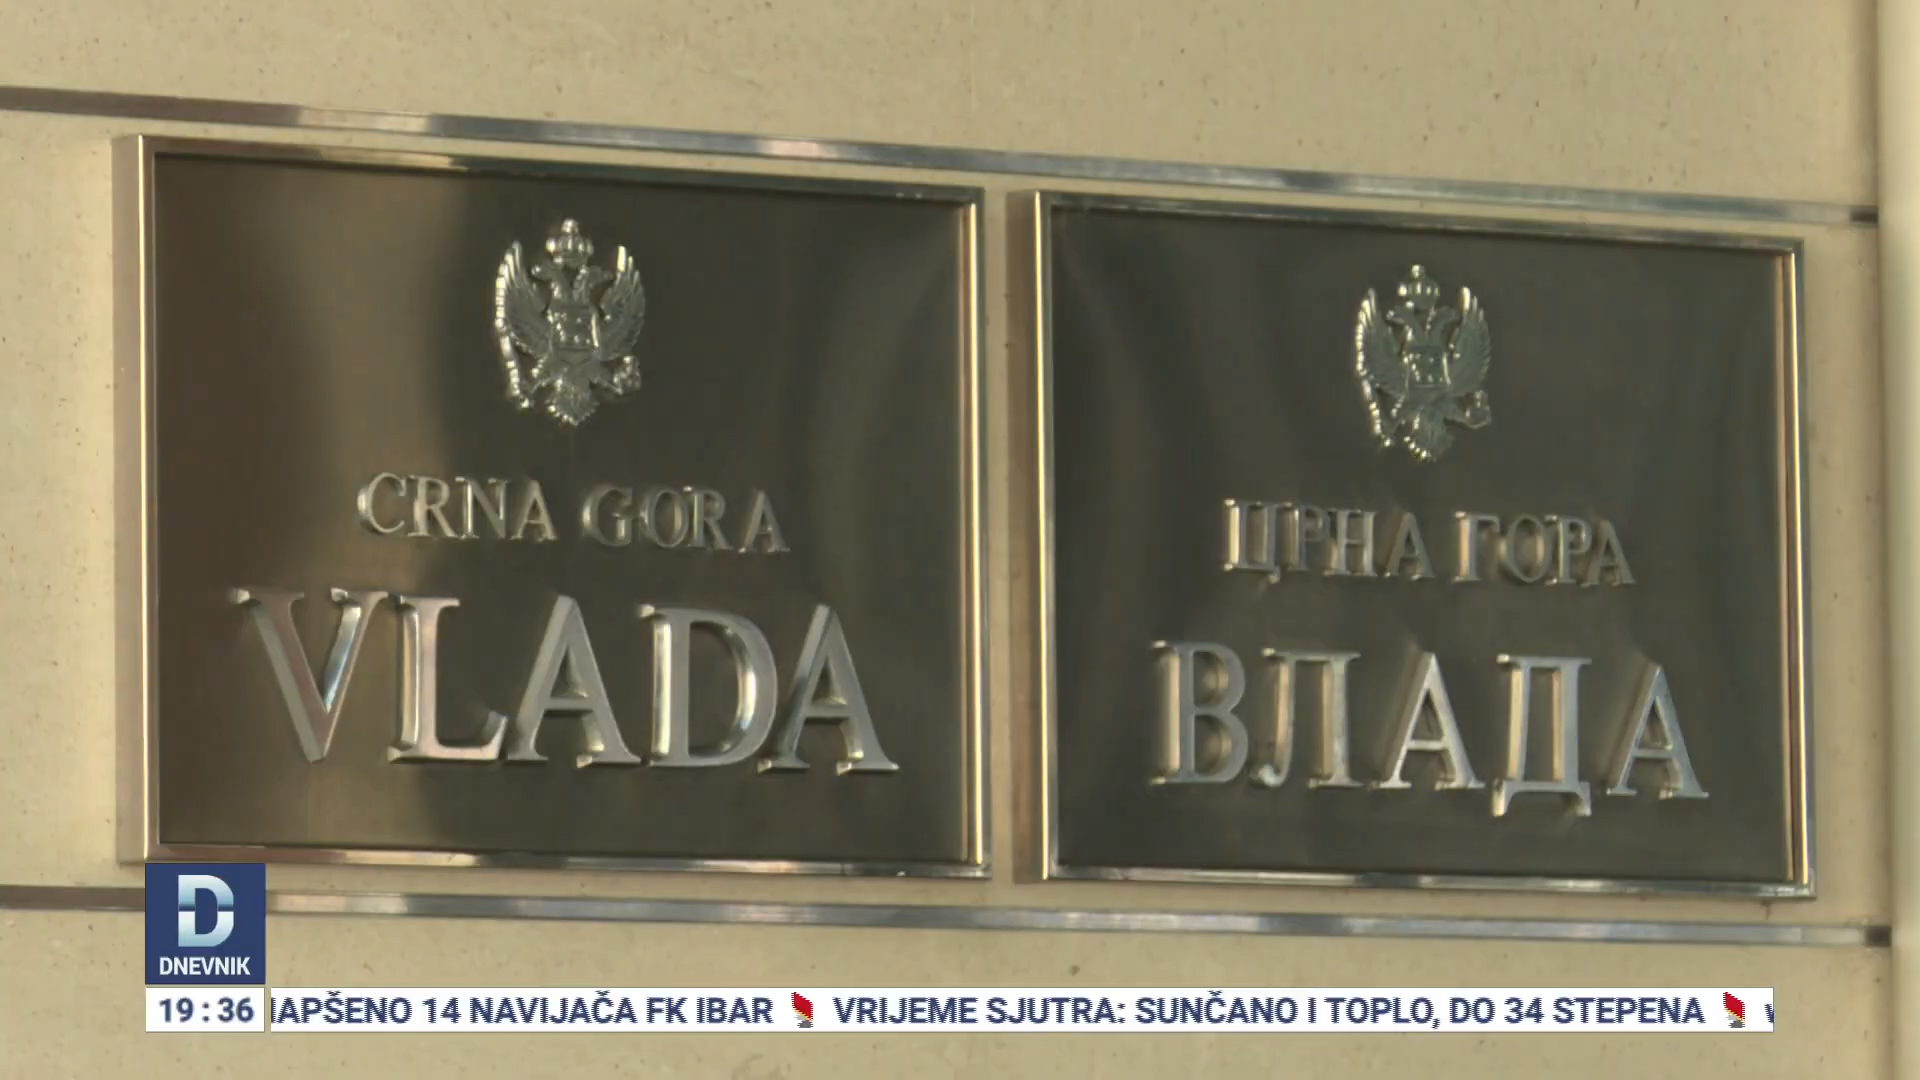 CRNA GORA
VLADA
ЦРНА ГОРА
ВЛАДА
DNEVNIK
19:36
14 NAVIJAČA FK IBAR VRIJEME SJUTRA: SUNČANO I TOPLO, DO 34 STEPENA